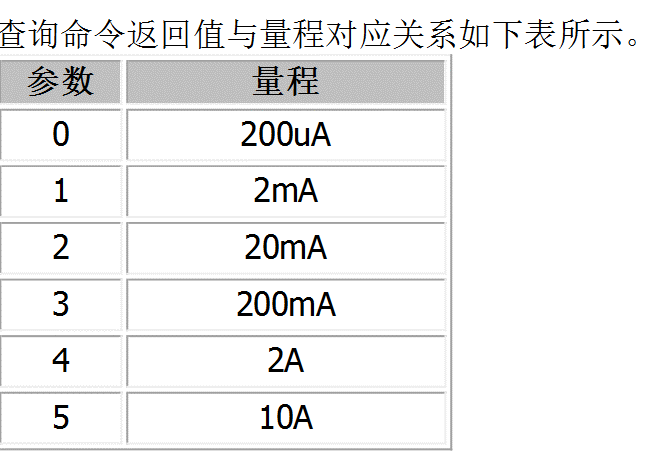 查询命令返回值与量程对应关系如下表所示。
参数 量程
0 200uA
1 2mA
2 20mA
3 200mA
4 2A
5 10A